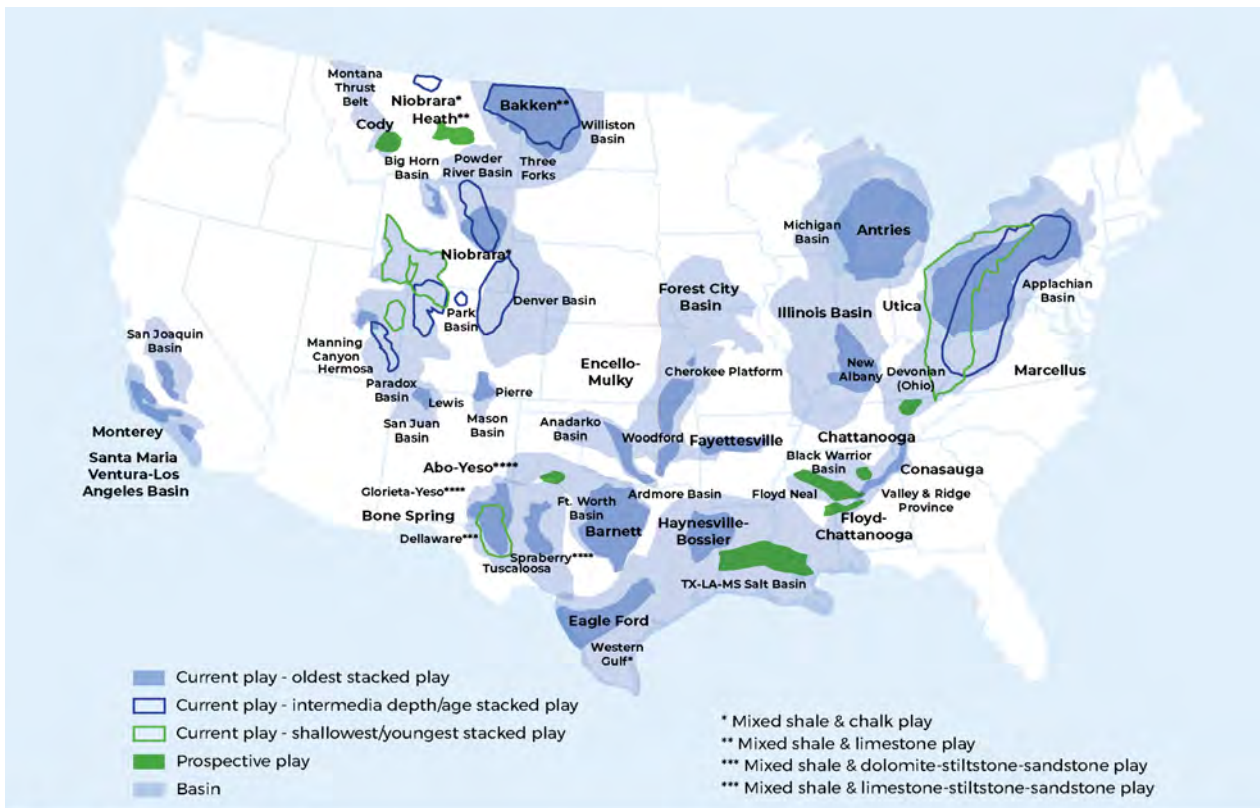 Montana
Thrust
Belt
Niobrara*
Heath**
Cody
Bakken**
Williston
Basin
Big Horn
Basin
Powder
River Basin
Three
Forks
Niobrara*
Denver Basin
Park
Basin
Michigan
Basin
Antries
Forest City
Basin
Illinois Basin
Utica
Applachian
Basin
San Joaquin
Basin
Manning
Canyon
Hermosa
Paradox
Basin
Lewis
San Juan
Basin
Pierre
Mason
Basin
Encello-
Mulky
Cherokee Platform
New
Albany
Devonian
(Ohio)
Marcellus
Monterey
Santa Maria
Ventura-Los
Angeles Basin
Anadarko
Basin
Woodford
Fayettesville
Chattanooga
Black Warrior
Basin
Conasauga
Abo-Yeso****
Glorieta-Yeso****
Bone Spring
Dellaware***
Ft. Worth
Basin
Barnett
Ardmore Basin
Floyd Neal
Valley & Ridge
Province
Haynesville-
Bossier
Floyd-
Chattanooga
Spraberry****
Tuscaloosa
TX-LA-MS Salt Basin
Eagle Ford
Western
Gulf*
Current play - oldest stacked play
Current play - intermedia depth/age stacked play
Current play - shallowest/youngest stacked play
Prospective play
Basin
* Mixed shale & chalk play
** Mixed shale & limestone play
*** Mixed shale & dolomite-stiltstone-sandstone play
*** Mixed shale & limestone-stiltstone-sandstone play